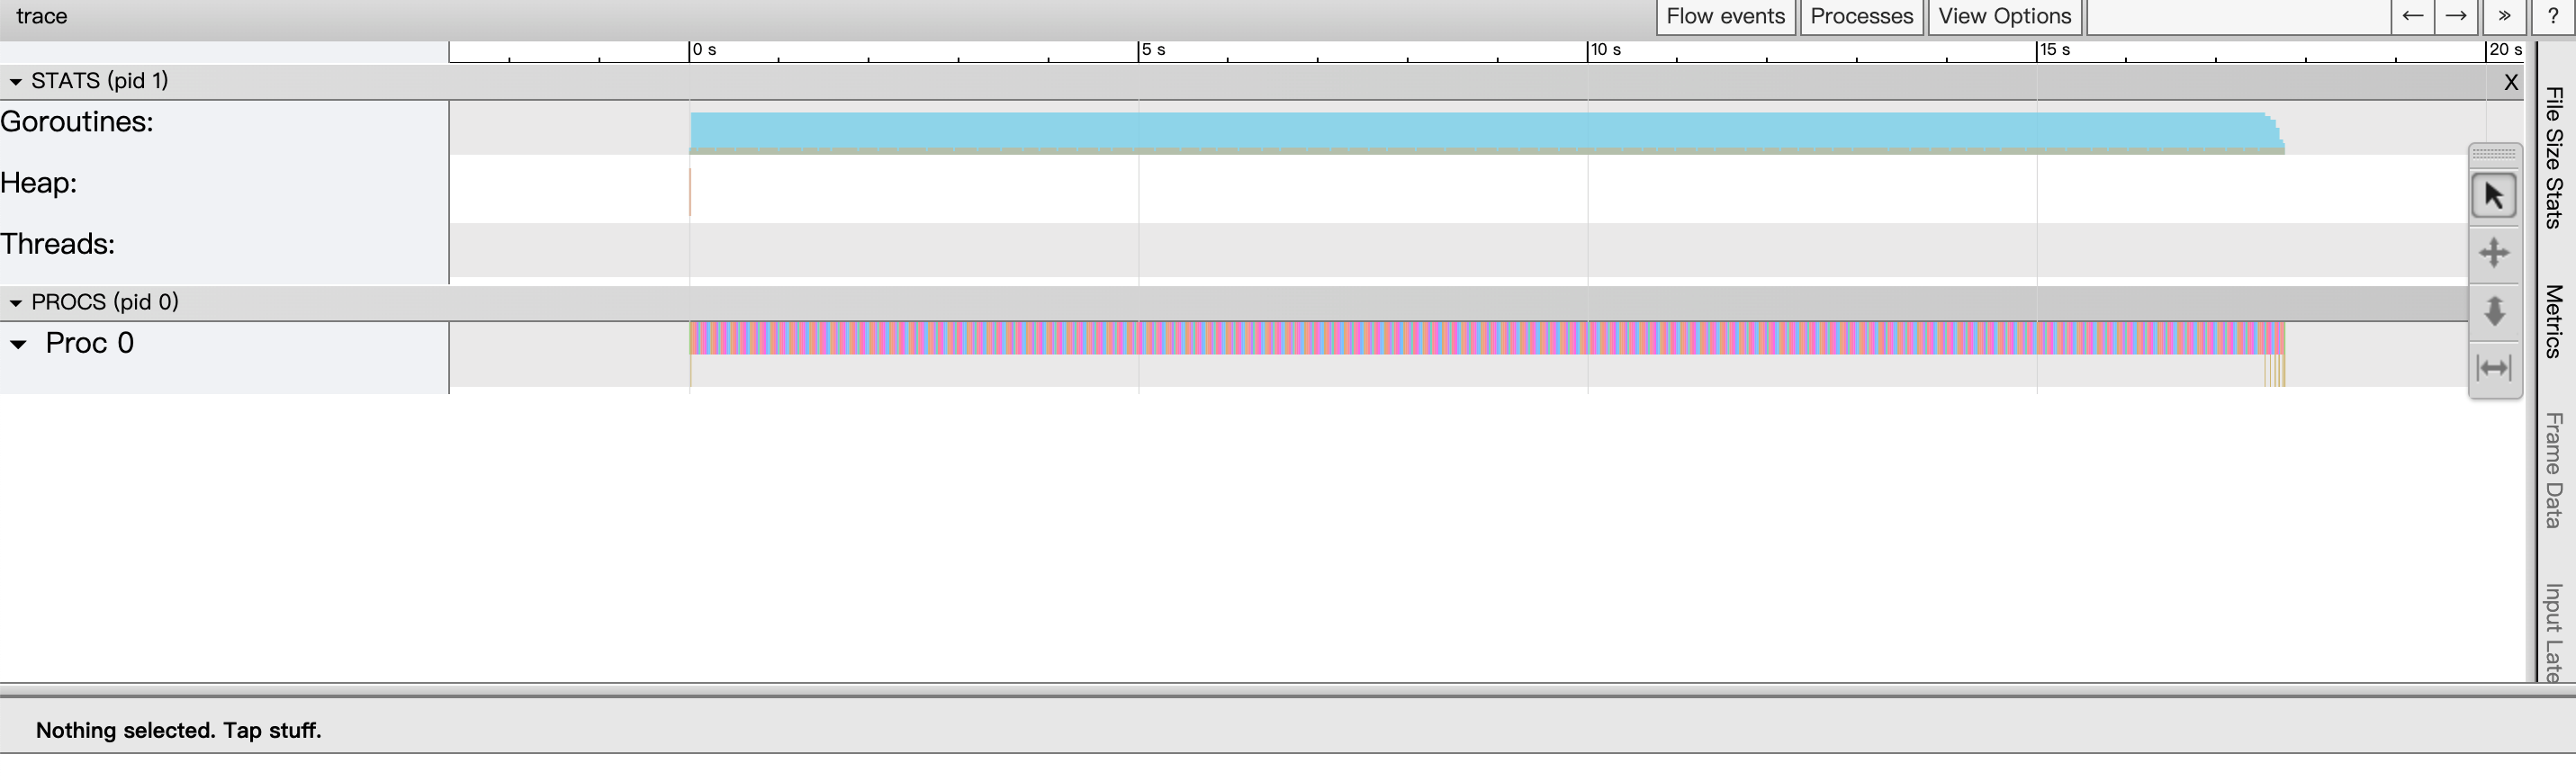 trace
Flow events Processes View Options ← → » ?
0 s 5 s 10 s 15 s 20 s
STATS (pid 1) X
Goroutines:
Heap:
Threads:
PROCS (pid 0)
Proc 0
File Size Stats
Metrics
Frame Data
Input Late
Nothing selected. Tap stuff.